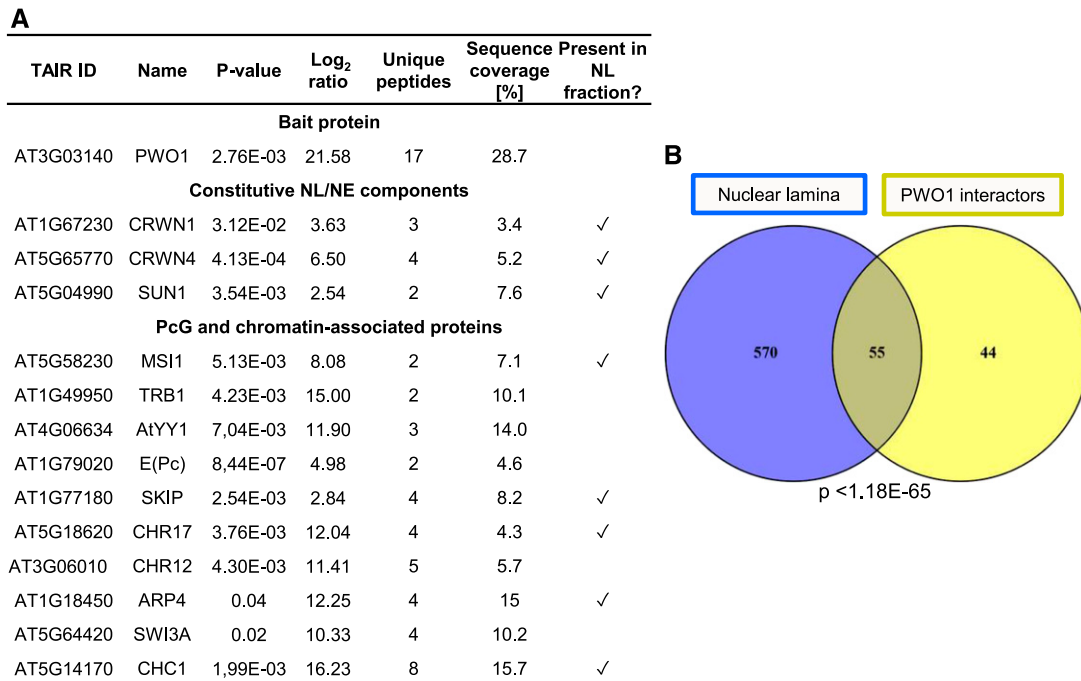 A
TAIR ID Name P-value Log2 ratio Unique peptides Sequence coverage [%] Present in NL fraction?
Bait protein
AT3G03140 PWO1 2.76E-03 21.58 17 28.7
Constitutive NL/NE components
AT1G67230 CRWN1 3.12E-02 3.63 3 3.4 ✓
AT5G65770 CRWN4 4.13E-04 6.50 4 5.2 ✓
AT5G04990 SUN1 3.54E-03 2.54 2 7.6 ✓
PcG and chromatin-associated proteins
AT5G58230 MSI1 5.13E-03 8.08 2 7.1 ✓
AT1G49950 TRB1 4.23E-03 15.00 2 10.1
AT4G06634 AtYY1 7,04E-03 11.90 3 14.0
AT1G79020 E(Pc) 8,44E-07 4.98 2 4.6
AT1G77180 SKIP 2.54E-03 2.84 4 8.2 ✓
AT5G18620 CHR17 3.76E-03 12.04 4 4.3 ✓
AT3G06010 CHR12 4.30E-03 11.41 5 5.7
AT1G18450 ARP4 0.04 12.25 4 15 ✓
AT5G64420 SWI3A 0.02 10.33 4 10.2
AT5G14170 CHC1 1,99E-03 16.23 8 15.7 ✓
B
Nuclear lamina PWO1 interactors
570 55 44
p <1.18E-65